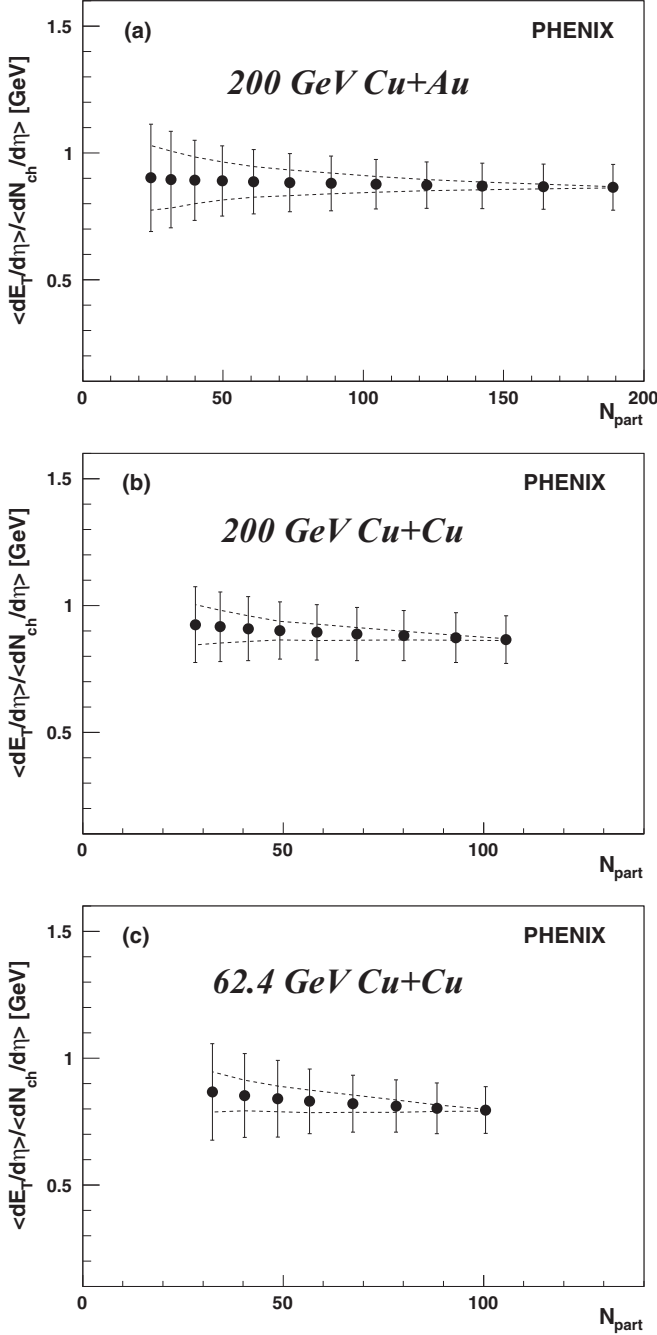 (a)
PHENIX
200 GeV Cu+Au
<dE_T/dη>/<dN_ch/dη> [GeV]
1.5
1
0.5
0 50 100 150 200
N_part
(b)
PHENIX
200 GeV Cu+Cu
<dE_T/dη>/<dN_ch/dη> [GeV]
1.5
1
0.5
0 50 100
N_part
(c)
PHENIX
62.4 GeV Cu+Cu
<dE_T/dη>/<dN_ch/dη> [GeV]
1.5
1
0.5
0 50 100
N_part